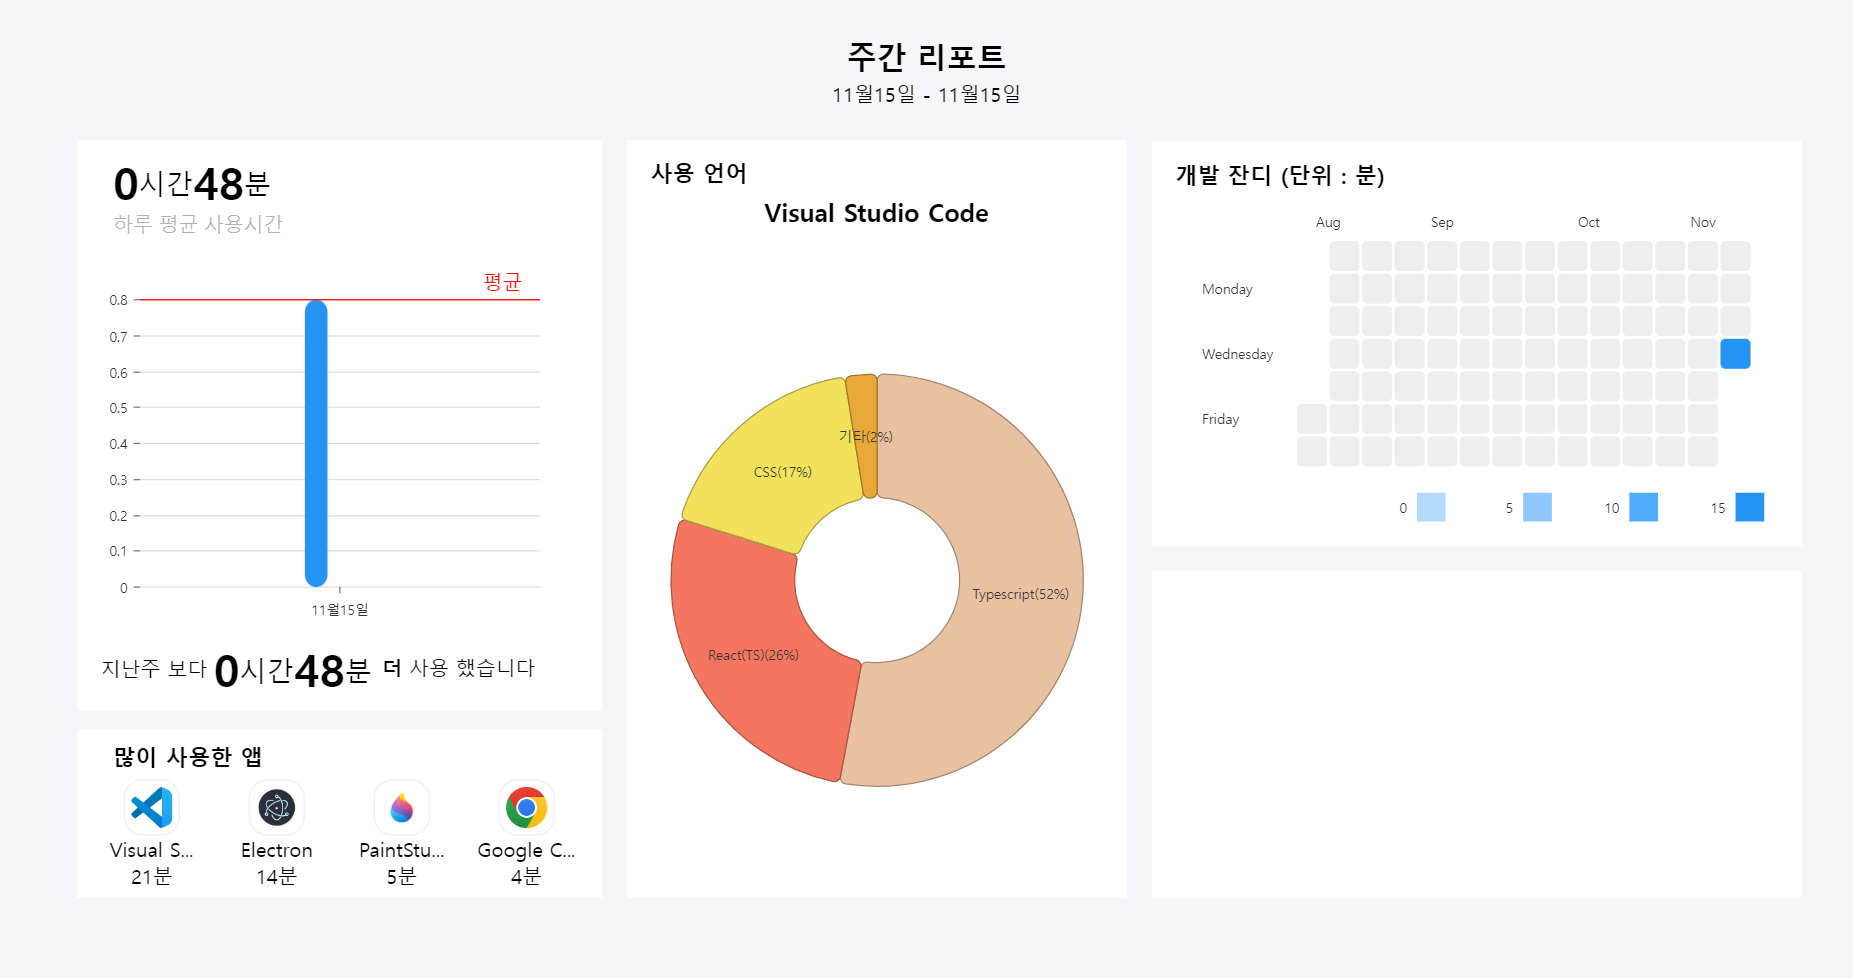 주간 리포트
11월15일 - 11월15일
0시간48분
하루 평균 사용시간
평균
0.8
0.7
0.6
0.5
0.4
0.3
0.2
0.1
0
11월15일
지난주 보다 0시간48분 더 사용 했습니다
많이 사용한 앱
Visual S... Electron PaintStu... Google C...
21분 14분 5분 4분
사용 언어
Visual Studio Code
기타(2%)
CSS(17%)
Typescript(52%)
React(TS)(26%)
개발 잔디 (단위 : 분)
Aug Sep Oct Nov
Monday
Wednesday
Friday
0 5 10 15